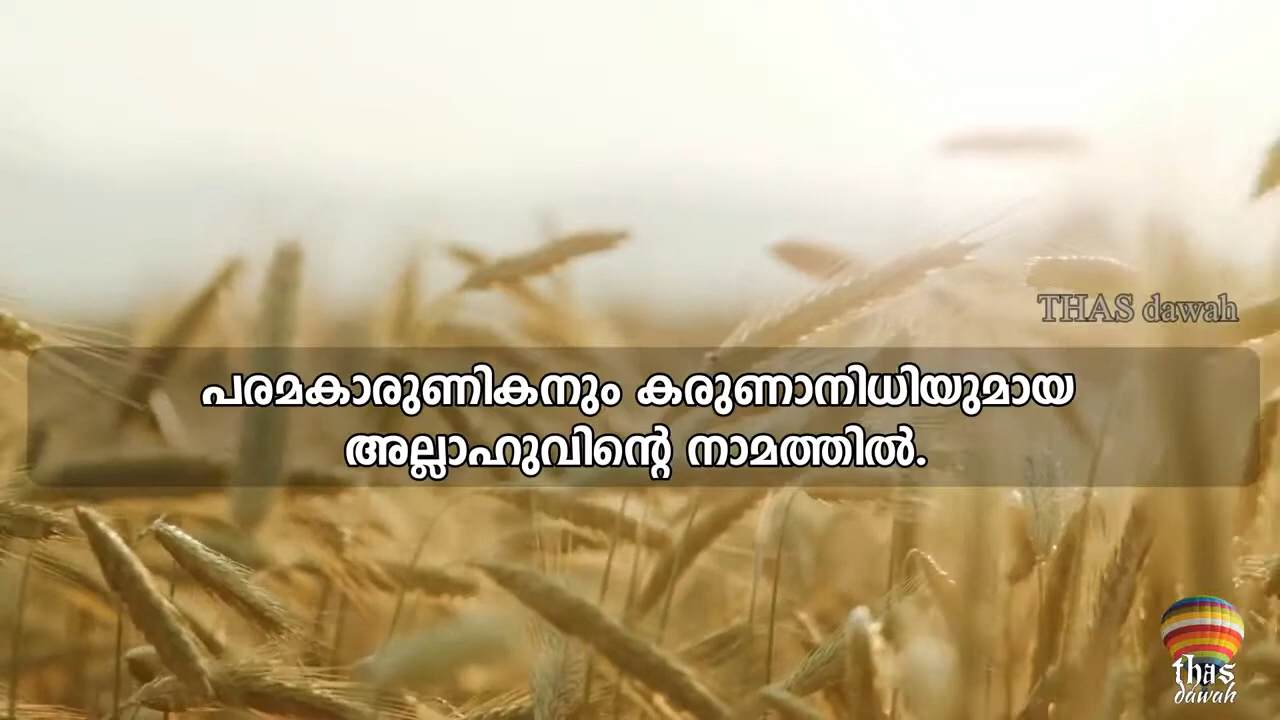 THAS dawah
പരമകാരുണികനും കരുണാനിധിയുമായ
അല്ലാഹുവിന്റെ നാമത്തിൽ.
thas
dawah